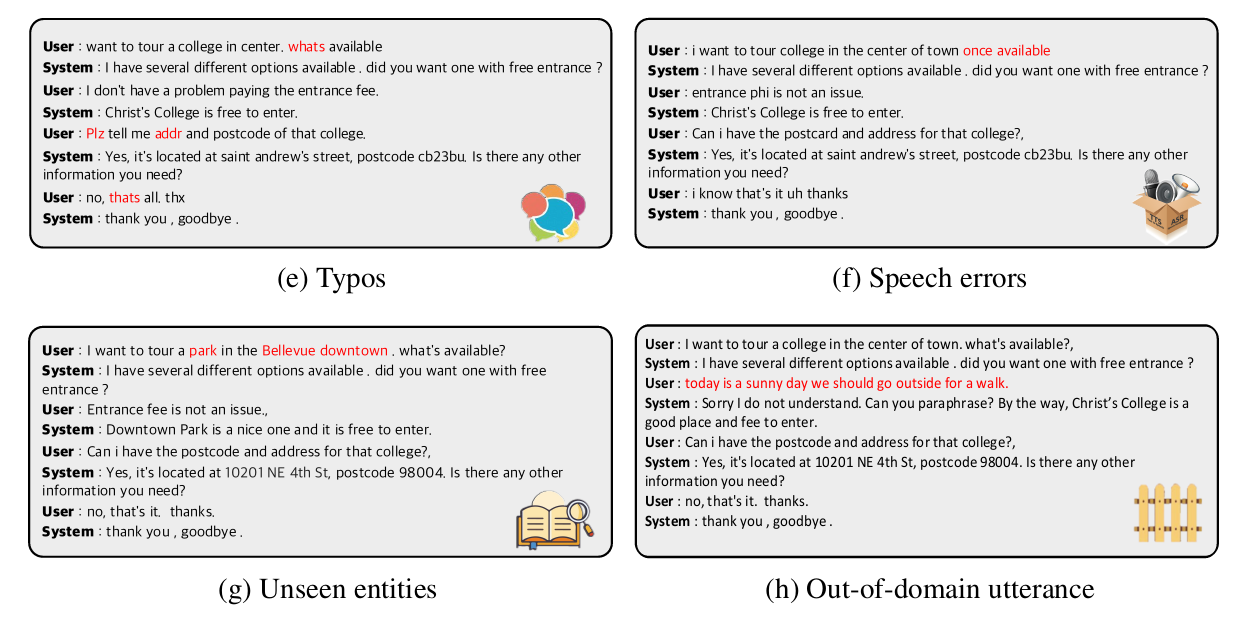 User : want to tour a college in center. whats available
System : I have several different options available . did you want one with free entrance ?
User : I don't have a problem paying the entrance fee.
System : Christ's College is free to enter.
User : Plz tell me addr and postcode of that college.
System : Yes, it's located at saint andrew's street, postcode cb23bu. Is there any other
information you need?
User : no, thats all. thx
System : thank you , goodbye .
(e) Typos
User : i want to tour college in the center of town once available
System : I have several different options available . did you want one with free entrance ?
User : entrance phi is not an issue.
System : Christ's College is free to enter.
User : Can i have the postcard and address for that college?,
System : Yes, it's located at saint andrew's street, postcode cb23bu. Is there any other
information you need?
User : i know that's it uh thanks
System : thank you , goodbye .
TTS
ASR
(f) Speech errors
User : I want to tour a park in the Bellevue downtown . what's available?
System : I have several different options available . did you want one with free
entrance ?
User : Entrance fee is not an issue.,
System : Downtown Park is a nice one and it is free to enter.
User : Can i have the postcode and address for that college?,
System : Yes, it's located at 10201 NE 4th St, postcode 98004. Is there any other
information you need?
User : no, that's it. thanks.
System : thank you , goodbye .
(g) Unseen entities
User : I want to tour a college in the center of town. what's available?,
System : I have several different options available . did you want one with free entrance ?
User : today is a sunny day we should go outside for a walk.
System : Sorry I do not understand. Can you paraphrase? By the way, Christ's College is a
good place and fee to enter.
User : Can i have the postcode and address for that college?,
System : Yes, it's located at 10201 NE 4th St, postcode 98004. Is there any other
information you need?
User : no, that's it. thanks.
System : thank you , goodbye .
(h) Out-of-domain utterance